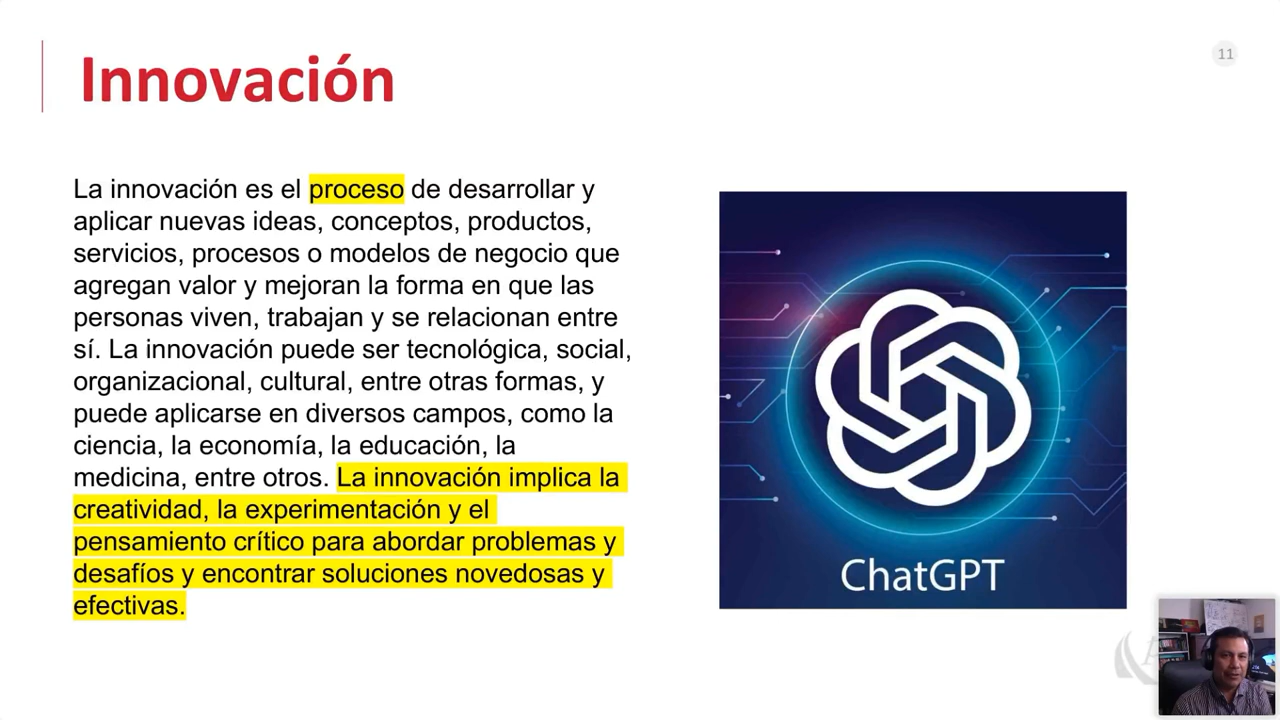 Innovación
11
La innovación es el proceso de desarrollar y
aplicar nuevas ideas, conceptos, productos,
servicios, procesos o modelos de negocio que
agregan valor y mejoran la forma en que las
personas viven, trabajan y se relacionan entre
sí. La innovación puede ser tecnológica, social,
organizacional, cultural, entre otras formas, y
puede aplicarse en diversos campos, como la
ciencia, la economía, la educación, la
medicina, entre otros. La innovación implica la
creatividad, la experimentación y el
pensamiento crítico para abordar problemas y
desafíos y encontrar soluciones novedosas y
efectivas.
ChatGPT